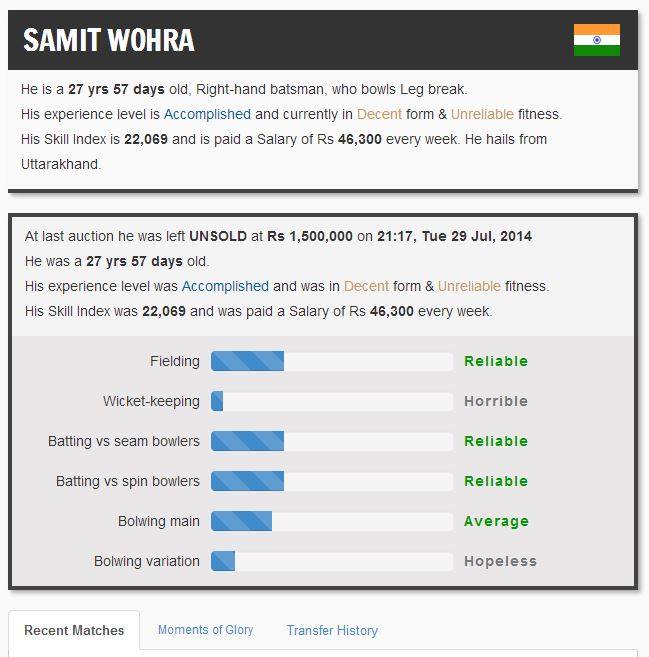 SAMIT WOHRA
He is a 27 yrs 57 days old, Right-hand batsman, who bowls Leg break.
His experience level is Accomplished and currently in Decent form & Unreliable fitness.
His Skill Index is 22,069 and is paid a Salary of Rs 46,300 every week. He hails from
Uttarakhand.
At last auction he was left UNSOLD at Rs 1,500,000 on 21:17, Tue 29 Jul, 2014
He was a 27 yrs 57 days old.
His experience level was Accomplished and was in Decent form & Unreliable fitness.
His Skill Index was 22,069 and was paid a Salary of Rs 46,300 every week.
Fielding Reliable
Wicket-keeping Horrible
Batting vs seam bowlers Reliable
Batting vs spin bowlers Reliable
Bolwing main Average
Bolwing variation Hopeless
Recent Matches Moments of Glory Transfer History